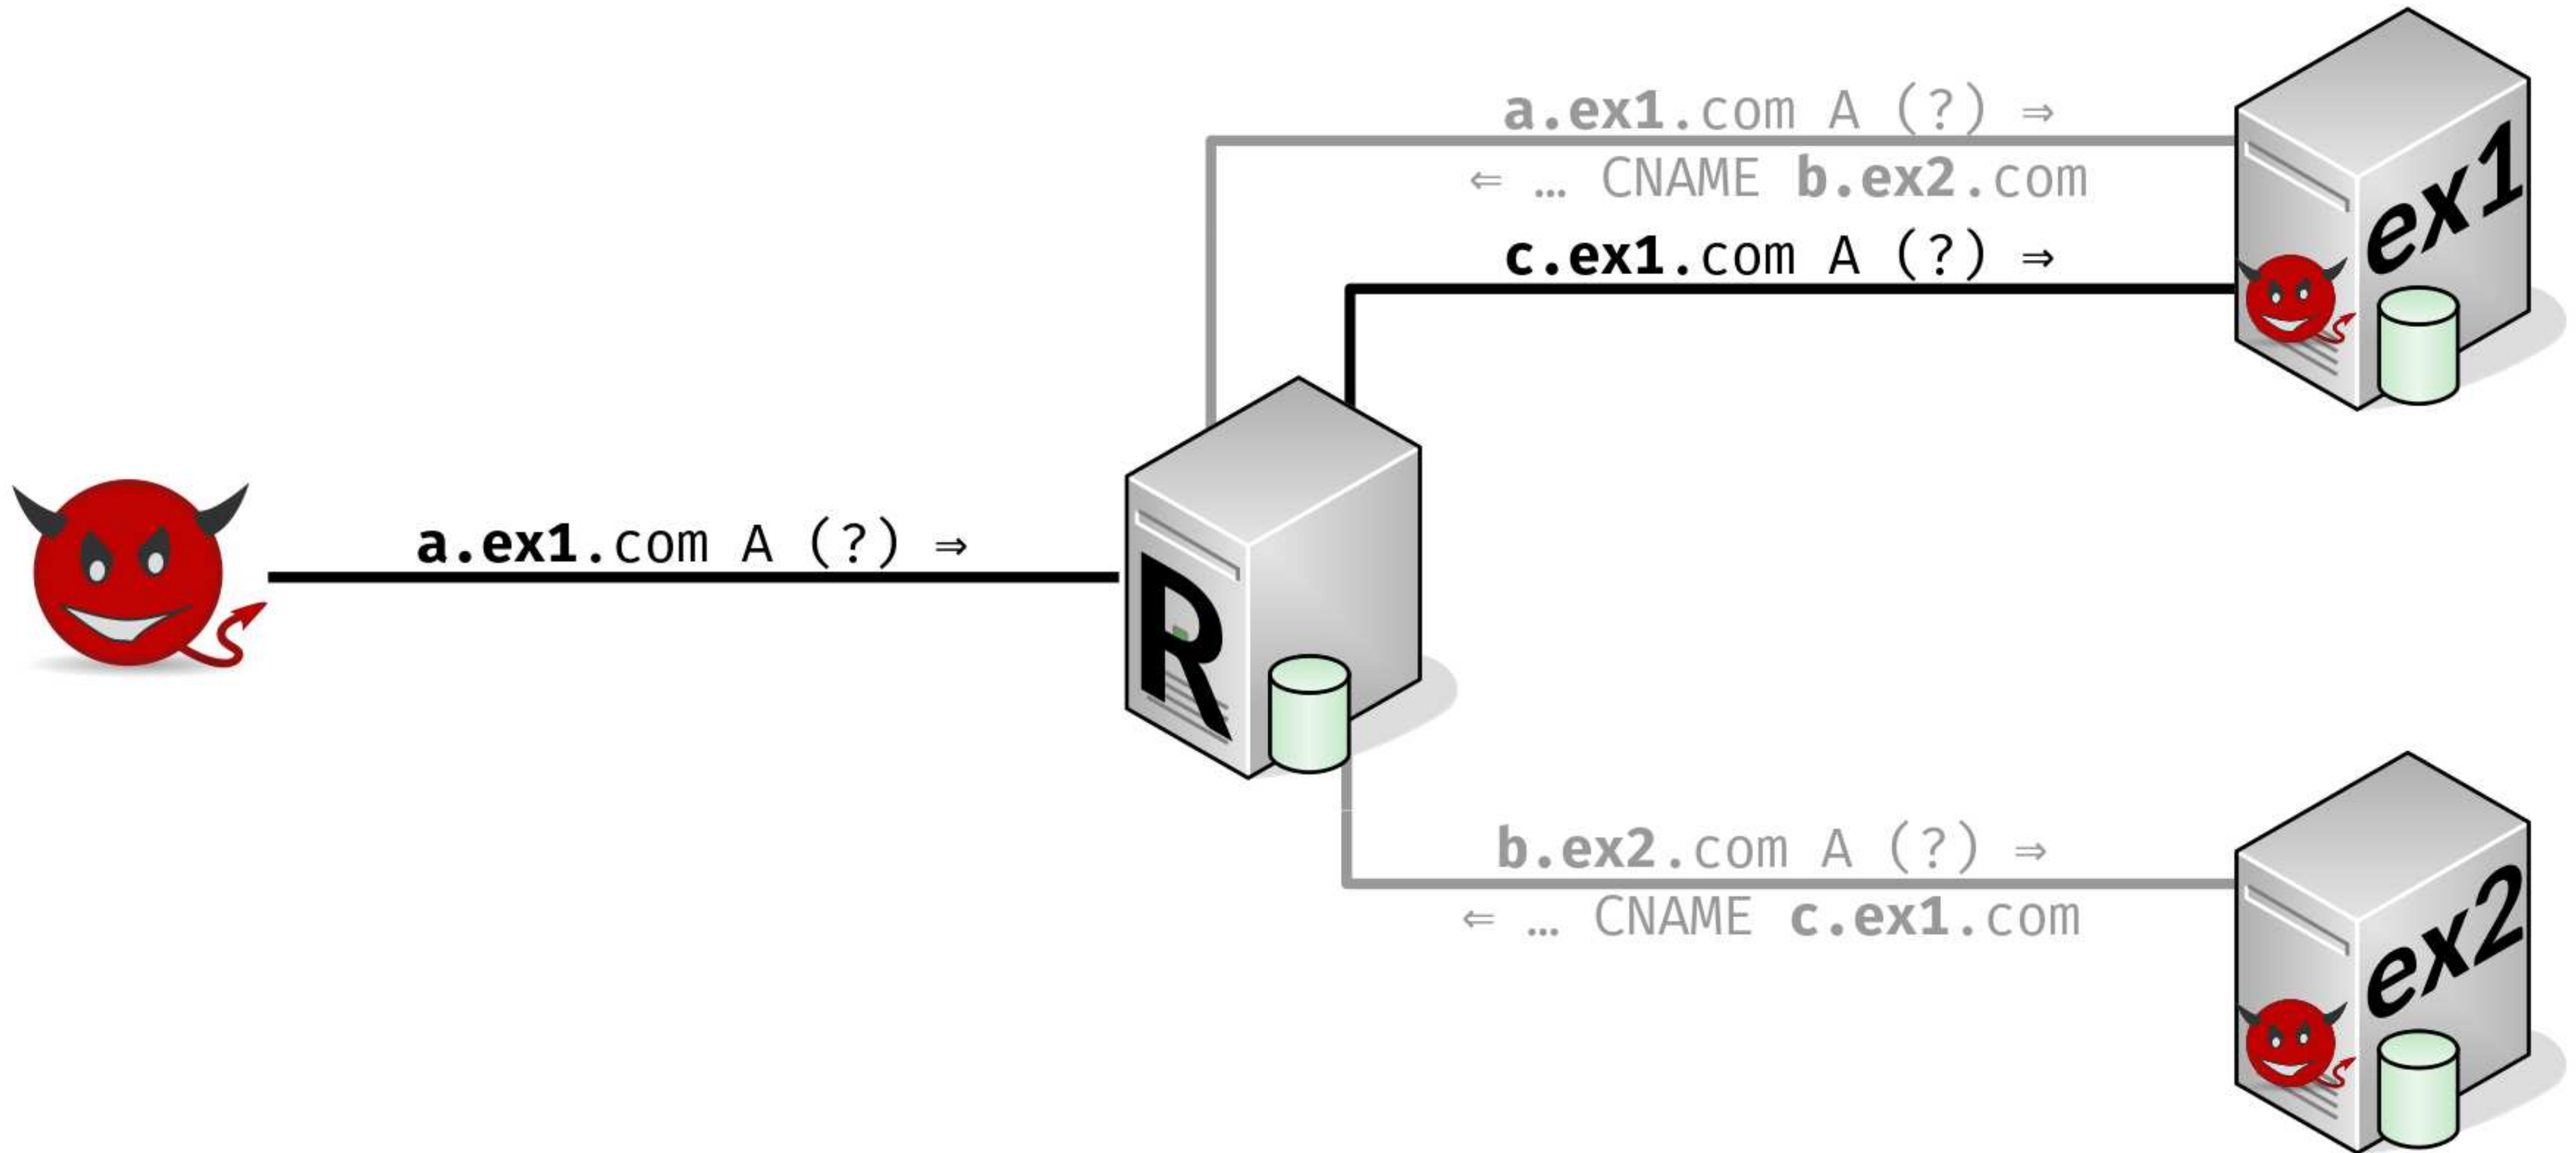 a.ex1.com A (?) ⇒
⇐ … CNAME b.ex2.com
c.ex1.com A (?) ⇒
ex1
a.ex1.com A (?) ⇒
R
b.ex2.com A (?) ⇒
⇐ … CNAME c.ex1.com
ex2